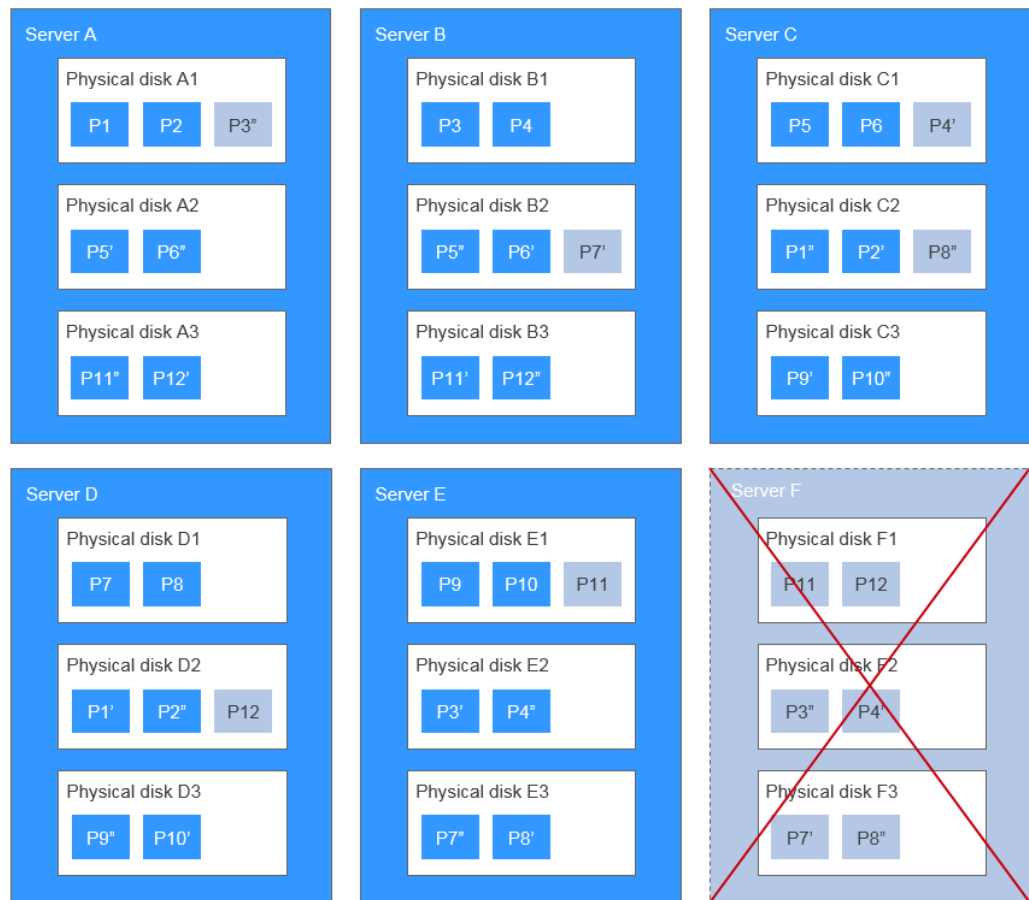 Server A
Physical disk A1
P1 P2 P3”
Physical disk A2
P5’ P6”
Physical disk A3
P11” P12’
Server B
Physical disk B1
P3 P4
Physical disk B2
P5” P6’ P7’
Physical disk B3
P11’ P12”
Server C
Physical disk C1
P5 P6 P4’
Physical disk C2
P1” P2’ P8”
Physical disk C3
P9’ P10”
Server D
Physical disk D1
P7 P8
Physical disk D2
P1’ P2” P12
Physical disk D3
P9” P10’
Server E
Physical disk E1
P9 P10 P11
Physical disk E2
P3’ P4”
Physical disk E3
P7” P8’
Server F
Physical disk F1
P11 P12
Physical disk F2
P3” P4’
Physical disk F3
P7’ P8”